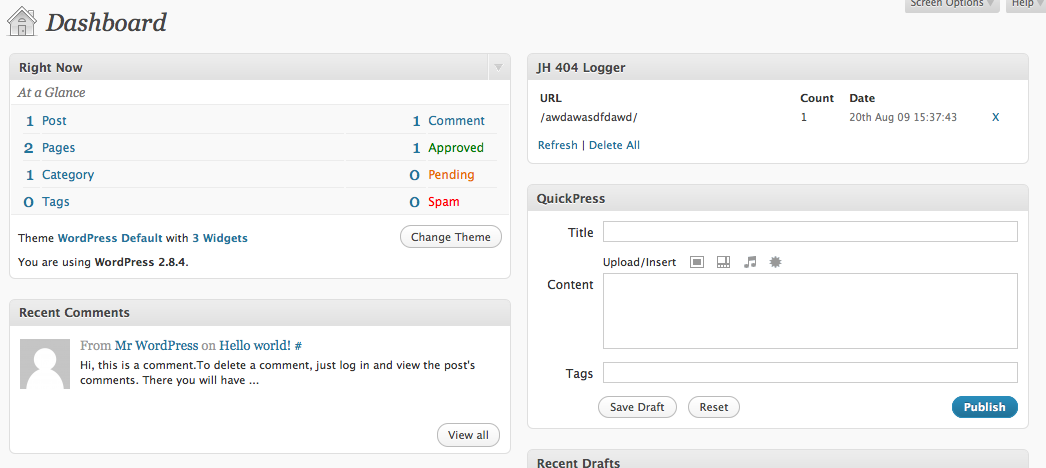 Dashboard
Screen Options
Help
Right Now
At a Glance
1 Post 1 Comment
2 Pages 1 Approved
1 Category 0 Pending
0 Tags 0 Spam
Theme WordPress Default with 3 Widgets
Change Theme
You are using WordPress 2.8.4.
Recent Comments
From Mr WordPress on Hello world! #
Hi, this is a comment.To delete a comment, just log in and view the post's
comments. There you will have ...
View all
JH 404 Logger
URL Count Date
/awdawasdfdawd/ 1 20th Aug 09 15:37:43 X
Refresh | Delete All
QuickPress
Title
Upload/Insert
Content
Tags
Save Draft Reset Publish
Recent Drafts